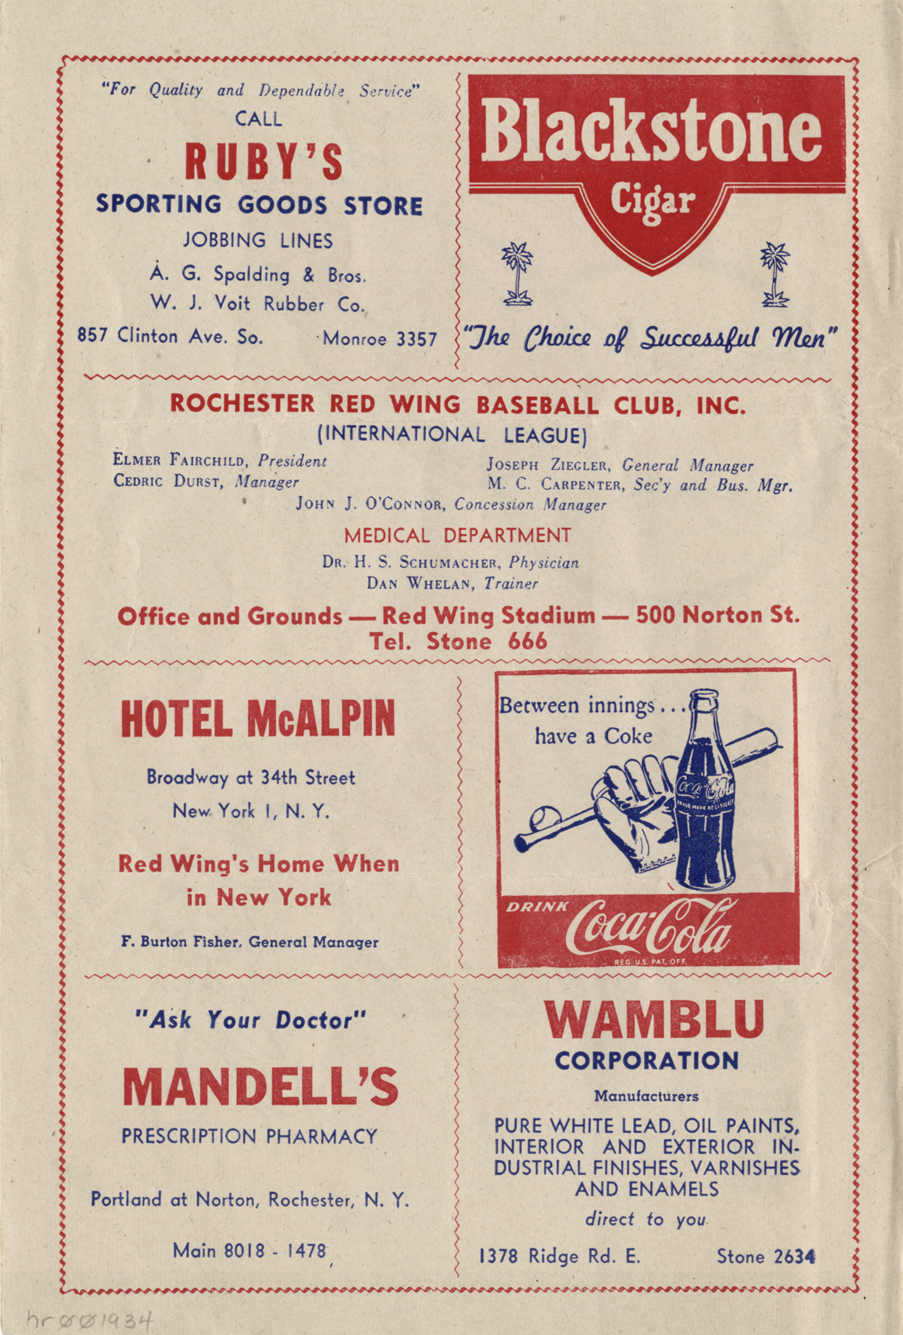 "For Quality and Dependable Service"
CALL
RUBY'S
SPORTING GOODS STORE
JOBBING LINES
A. G. Spalding & Bros.
W. J. Voit Rubber Co.
857 Clinton Ave. So. Monroe 3357
Blackstone
Cigar
"The Choice of Successful Men"
ROCHESTER RED WING BASEBALL CLUB, INC.
(INTERNATIONAL LEAGUE)
ELMER FAIRCHILD, President
JOSEPH ZIEGLER, General Manager
CEDRIC DURST, Manager
M. C. CARPENTER, Sec'y and Bus. Mgr.
JOHN J. O'CONNOR, Concession Manager
MEDICAL DEPARTMENT
DR. H. S. SCHUMACHER, Physician
DAN WHELAN, Trainer
Office and Grounds — Red Wing Stadium — 500 Norton St.
Tel. Stone 666
HOTEL McALPIN
Broadway at 34th Street
New York 1, N. Y.
Red Wing's Home When
in New York
F. Burton Fisher, General Manager
Between innings...
have a Coke
Coca-Cola
TRADE MARK REGISTERED
DRINK
Coca-Cola
REG. U.S. PAT. OFF.
"Ask Your Doctor"
MANDELL'S
PRESCRIPTION PHARMACY
Portland at Norton, Rochester, N. Y.
Main 8018 - 1478
WAMBLU
CORPORATION
Manufacturers
PURE WHITE LEAD, OIL PAINTS,
INTERIOR AND EXTERIOR IN-
DUSTRIAL FINISHES, VARNISHES
AND ENAMELS
direct to you
1378 Ridge Rd. E. Stone 2634
hr001934